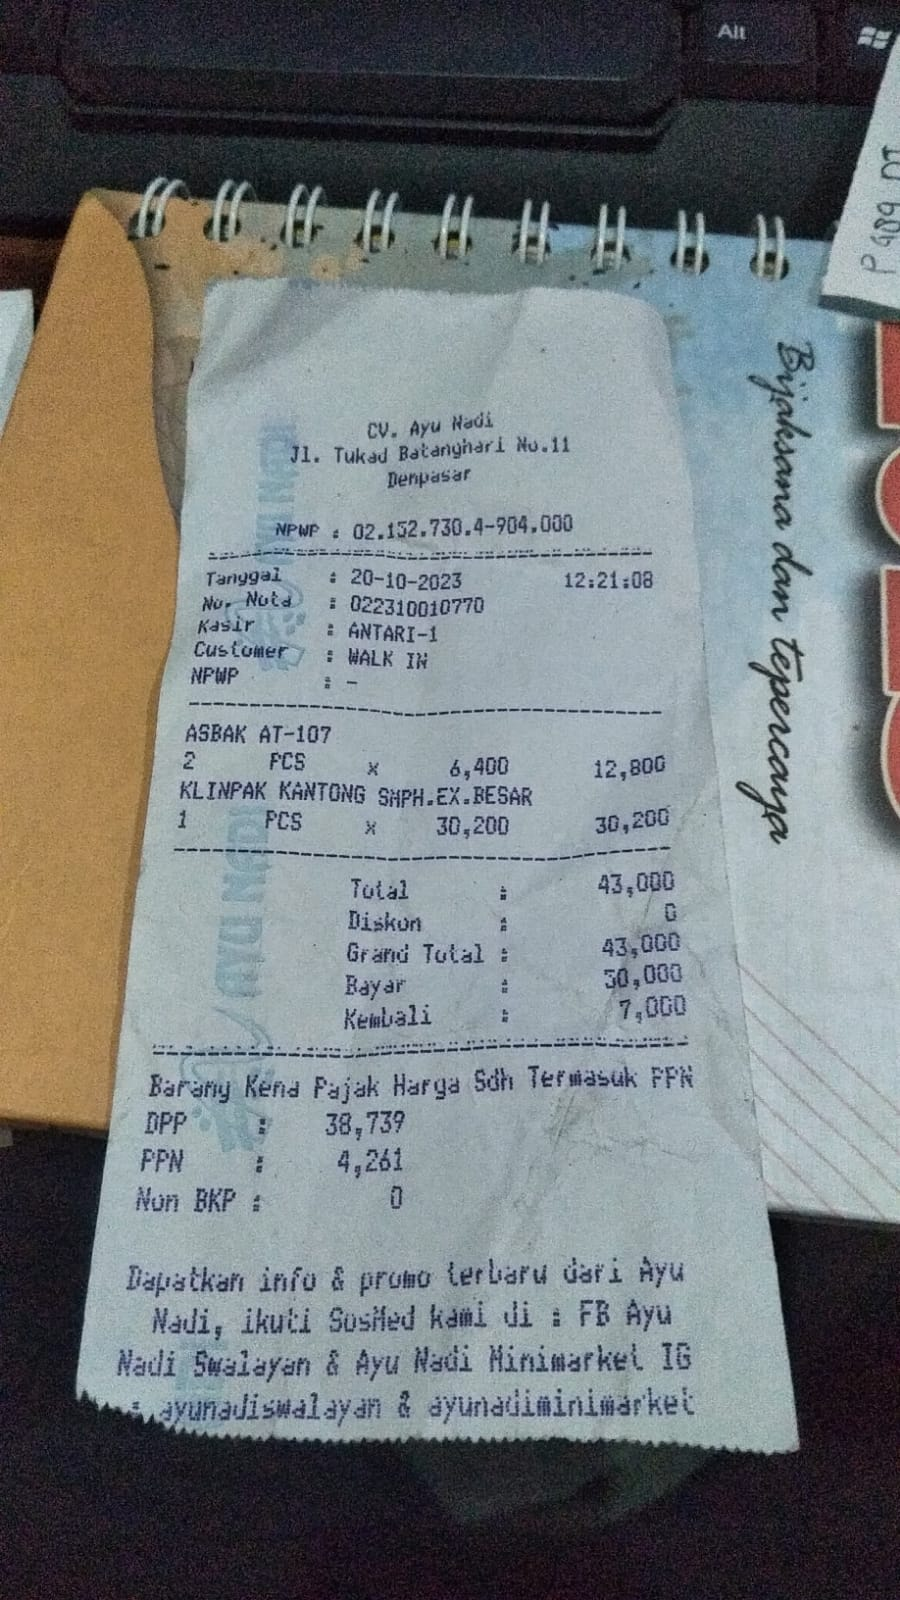 Alt
P 489 DI
Bijaksana dan tepercaya
CV. Ayu Nadi
Jl. Tukad Batanghari No.11
Denpasar
NPWP : 02.152.730.4-904.000
Tanggal : 20-10-2023 12:21:08
No. Nota : 022310010770
Kasir : ANTARI-1
Customer : WALK IN
NPWP : -
ASBAK AT-107
2 PCS x 6,400 12,800
KLINPAK KANTONG SMPH.EX.BESAR
1 PCS x 30,200 30,200
Total : 43,000
Diskon : 0
Grand Total : 43,000
Bayar : 50,000
Kembali : 7,000
Barang Kena Pajak Harga Sdh Termasuk PPN
DPP : 38,739
PPN : 4,261
Non BKP : 0
Dapatkan info & promo terbaru dari Ayu
Nadi, ikuti SosMed kami di : FB Ayu
Nadi Swalayan & Ayu Nadi Minimarket IG
: ayunadiswalayan & ayunadiminimarket